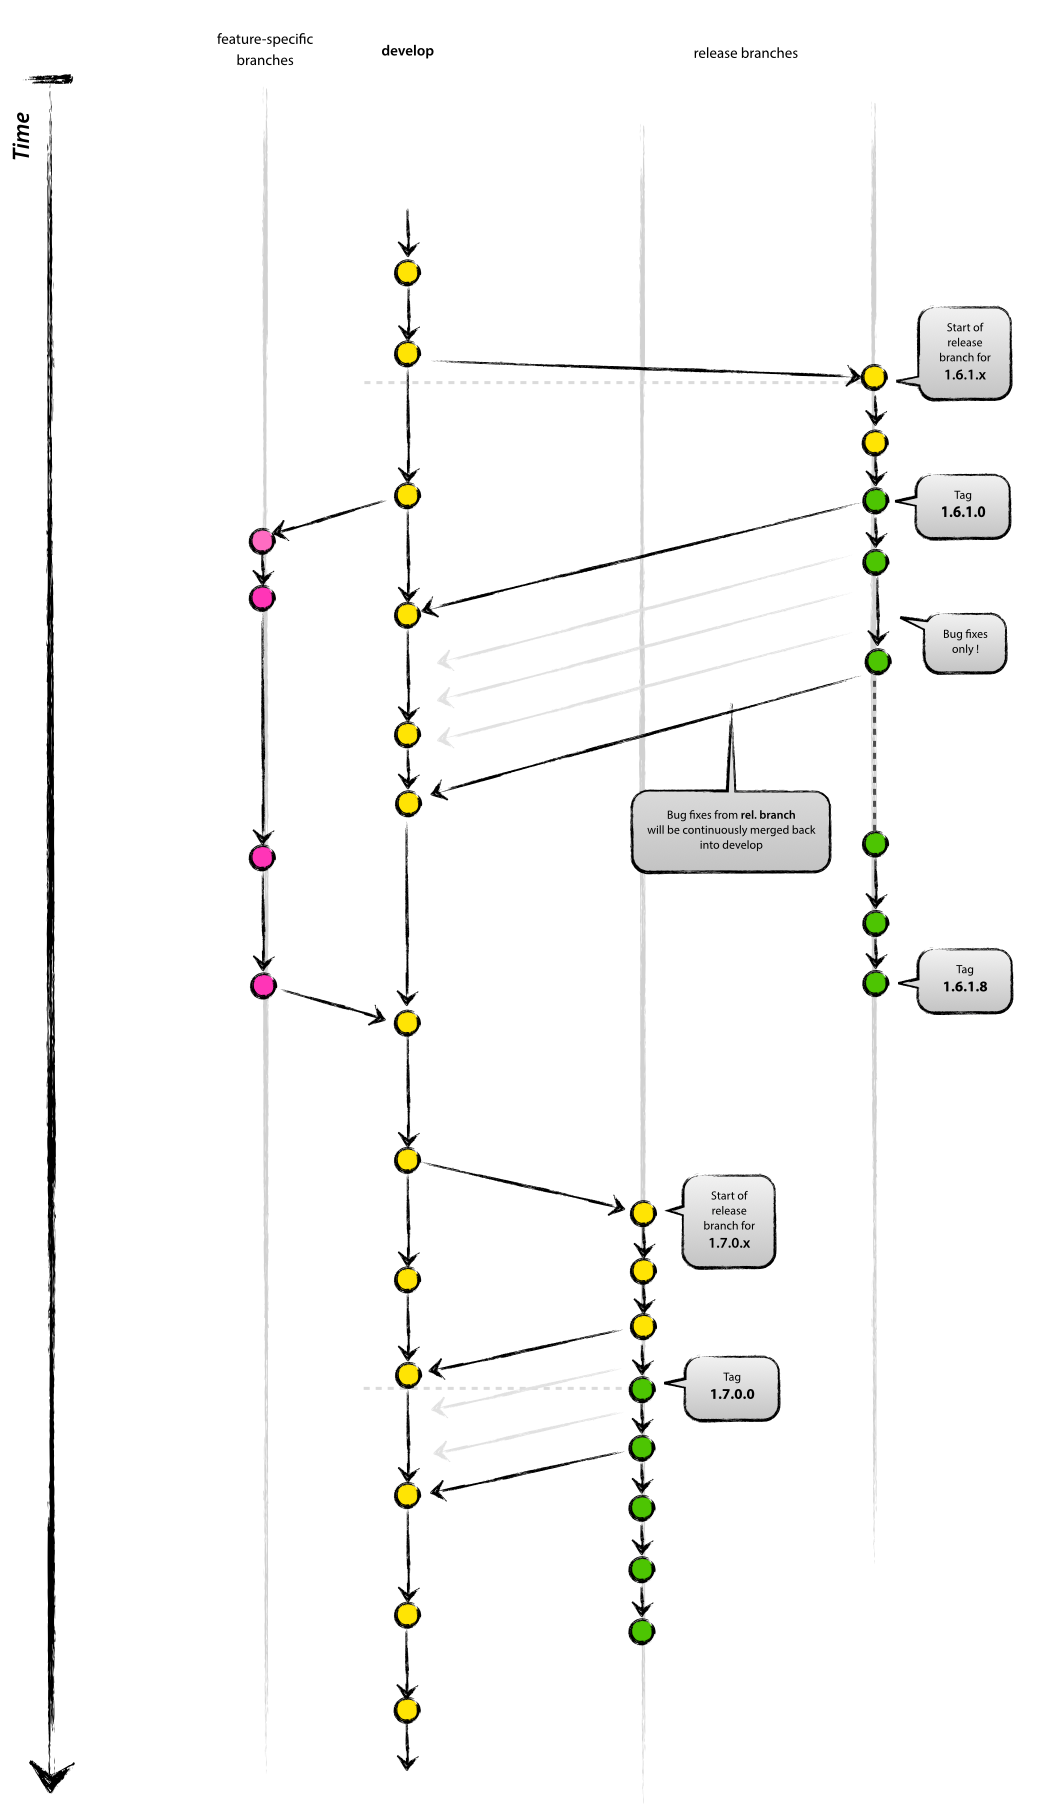 feature-specific
branches
develop
release branches
Time
Start of
release
branch for
1.6.1.x
Tag
1.6.1.0
Bug fixes
only !
Bug fixes from rel. branch
will be continuously merged back
into develop
Tag
1.6.1.8
Start of
release
branch for
1.7.0.x
Tag
1.7.0.0